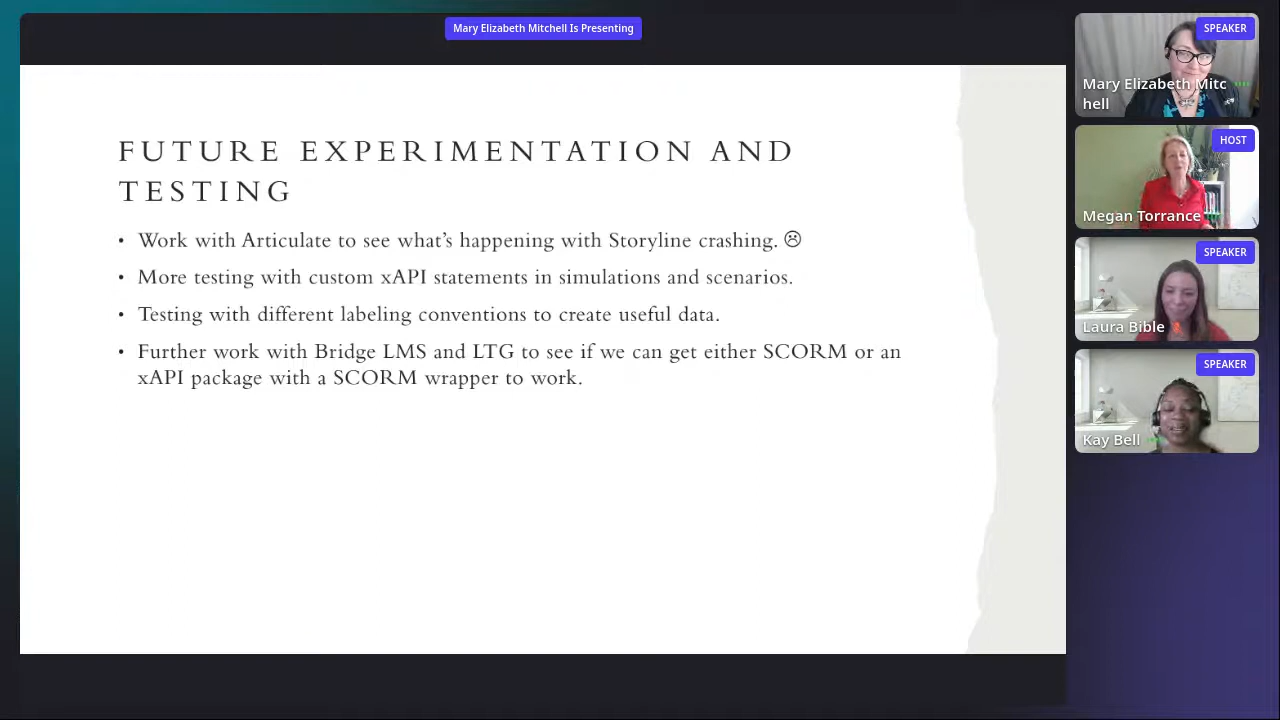 Mary Elizabeth Mitchell Is Presenting
FUTURE EXPERIMENTATION AND
TESTING
• Work with Articulate to see what's happening with Storyline crashing. ☹
• More testing with custom xAPI statements in simulations and scenarios.
• Testing with different labeling conventions to create useful data.
• Further work with Bridge LMS and LTG to see if we can get either SCORM or an
xAPI package with a SCORM wrapper to work.
SPEAKER
Mary Elizabeth Mitc
hell
HOST
Megan Torrance
SPEAKER
Laura Bible
SPEAKER
Kay Bell